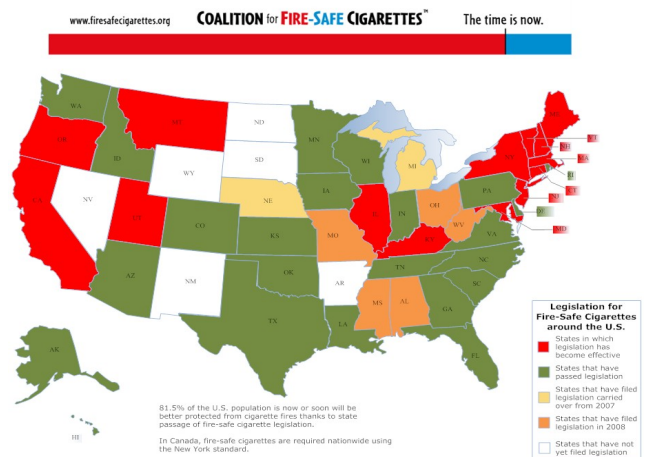 www.firesafecigarettes.org
COALITION for FIRE-SAFE CIGARETTES™
The time is now.
WA
OR
ID
MT
ND
SD
WY
NV
CA
UT
CO
AZ
NM
NE
KS
OK
TX
MN
IA
MO
AR
LA
WI
IL
MI
IN
OH
KY
TN
MS
AL
GA
FL
SC
NC
VA
WV
PA
NY
ME
VT
NH
MA
RI
CT
NJ
DE
MD
AK
HE
Legislation for
Fire-Safe Cigarettes
around the U.S.
States in which
legislation has
become effective
States that have
passed legislation
States that have filed
legislation carried
over from 2007
States that have filed
legislation in 2008
States that have not
yet filed legislation
81.5% of the U.S. population is now or soon will be
better protected from cigarette fires thanks to state
passage of fire-safe cigarette legislation.
In Canada, fire-safe cigarettes are required nationwide using
the New York standard.